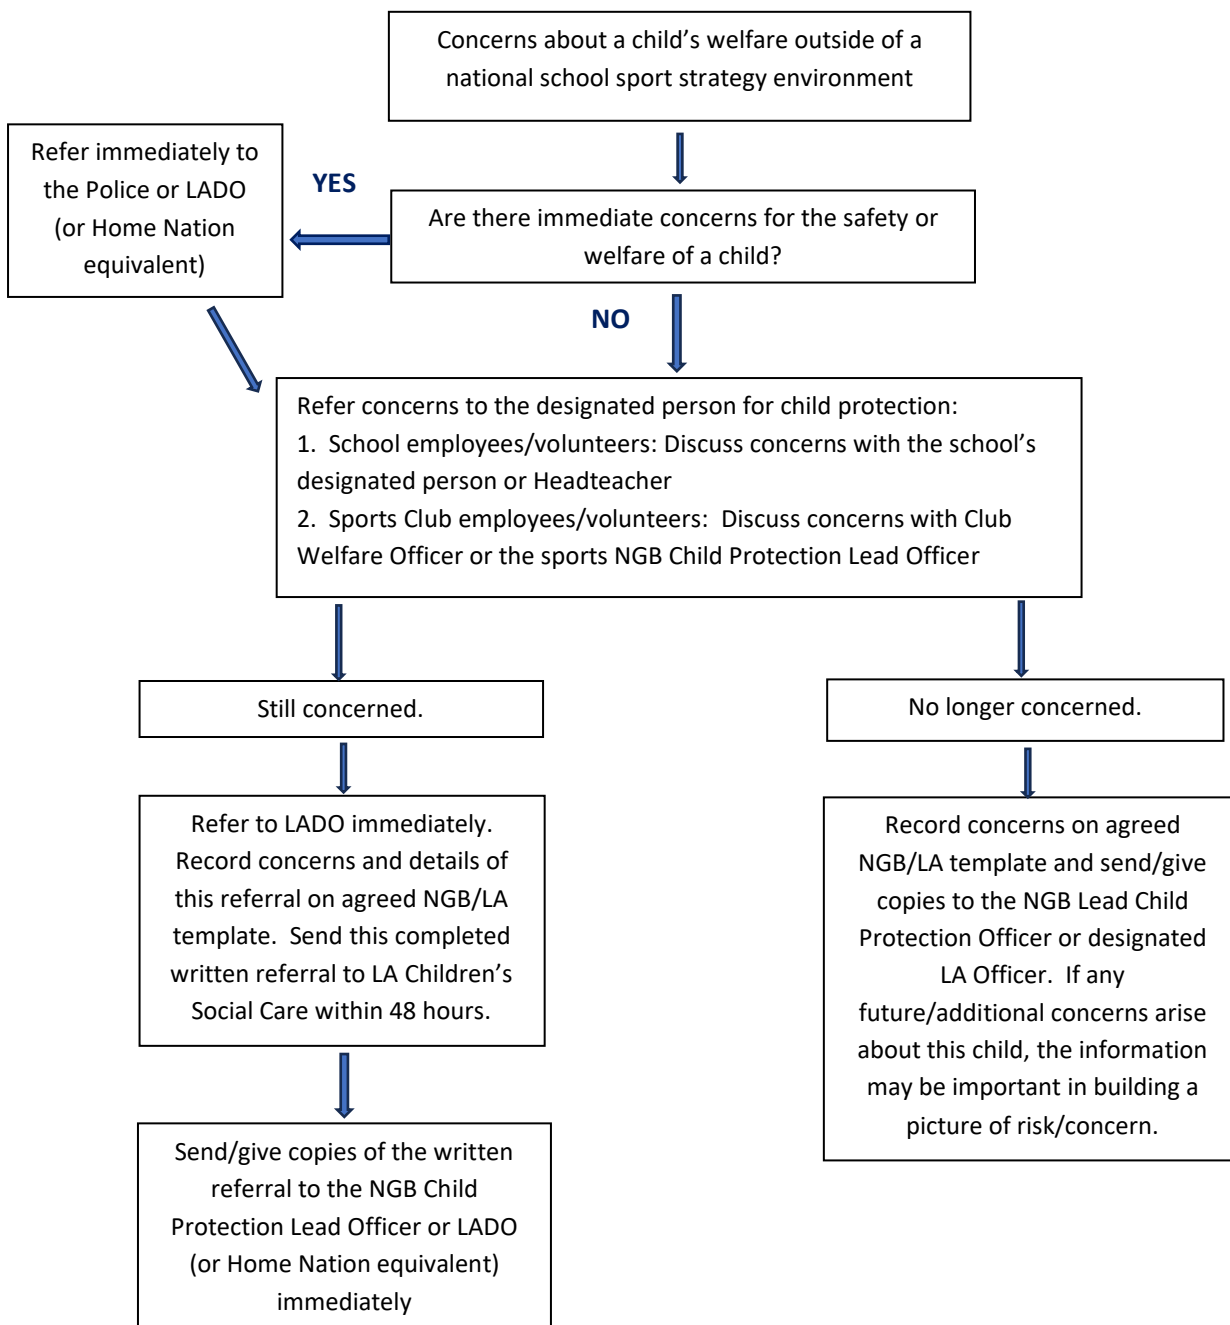 Concerns about a child’s welfare outside of a
national school sport strategy environment
Refer immediately to
the Police or LADO
(or Home Nation
equivalent)
YES
Are there immediate concerns for the safety or
welfare of a child?
NO
Refer concerns to the designated person for child protection:
1. School employees/volunteers: Discuss concerns with the school’s
designated person or Headteacher
2. Sports Club employees/volunteers: Discuss concerns with Club
Welfare Officer or the sports NGB Child Protection Lead Officer
Still concerned.
No longer concerned.
Refer to LADO immediately.
Record concerns and details of
this referral on agreed NGB/LA
template. Send this completed
written referral to LA Children’s
Social Care within 48 hours.
Record concerns on agreed
NGB/LA template and send/give
copies to the NGB Lead Child
Protection Officer or designated
LA Officer. If any
future/additional concerns arise
about this child, the information
may be important in building a
picture of risk/concern.
Send/give copies of the written
referral to the NGB Child
Protection Lead Officer or LADO
(or Home Nation equivalent)
immediately